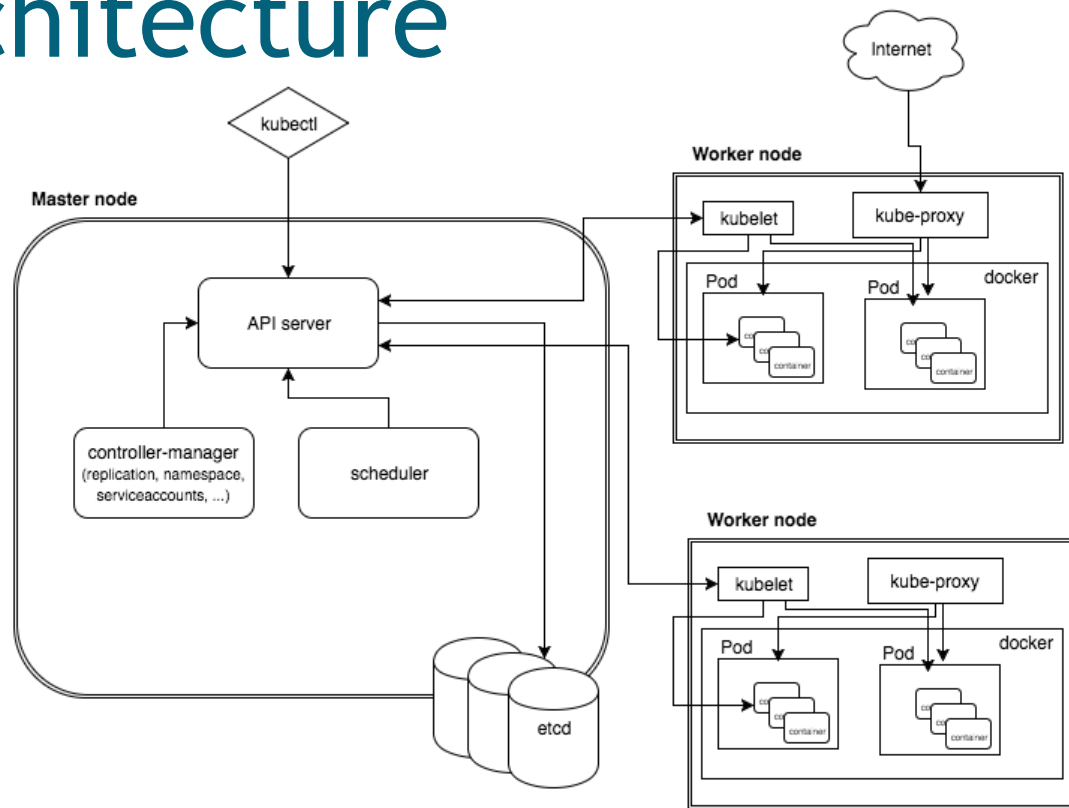 chitecture
Internet
kubectl
Worker node
Master node
kubelet
kube-proxy
docker
Pod
Pod
API server
container
container
controller-manager
(replication, namespace,
serviceaccounts, ...)
scheduler
Worker node
kubelet
kube-proxy
docker
Pod
Pod
container
container
etcd